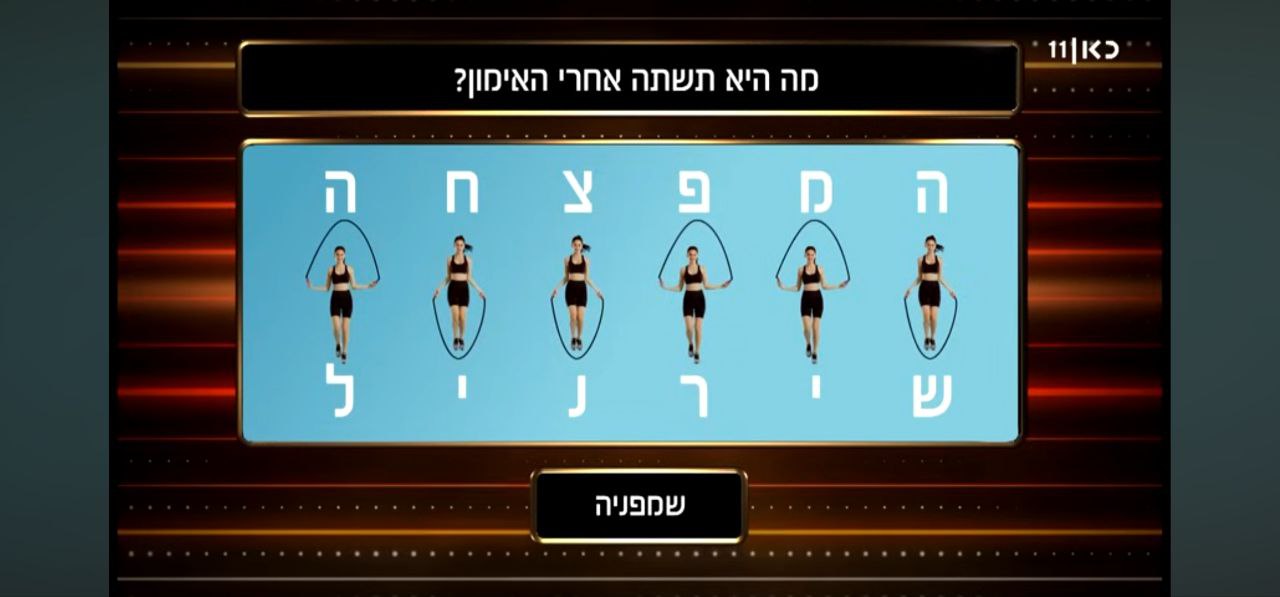 כאן 11
מה היא תשתה אחרי האימון?
ה מ פ צ ח ה
ש י ר נ י ל
שמפניה